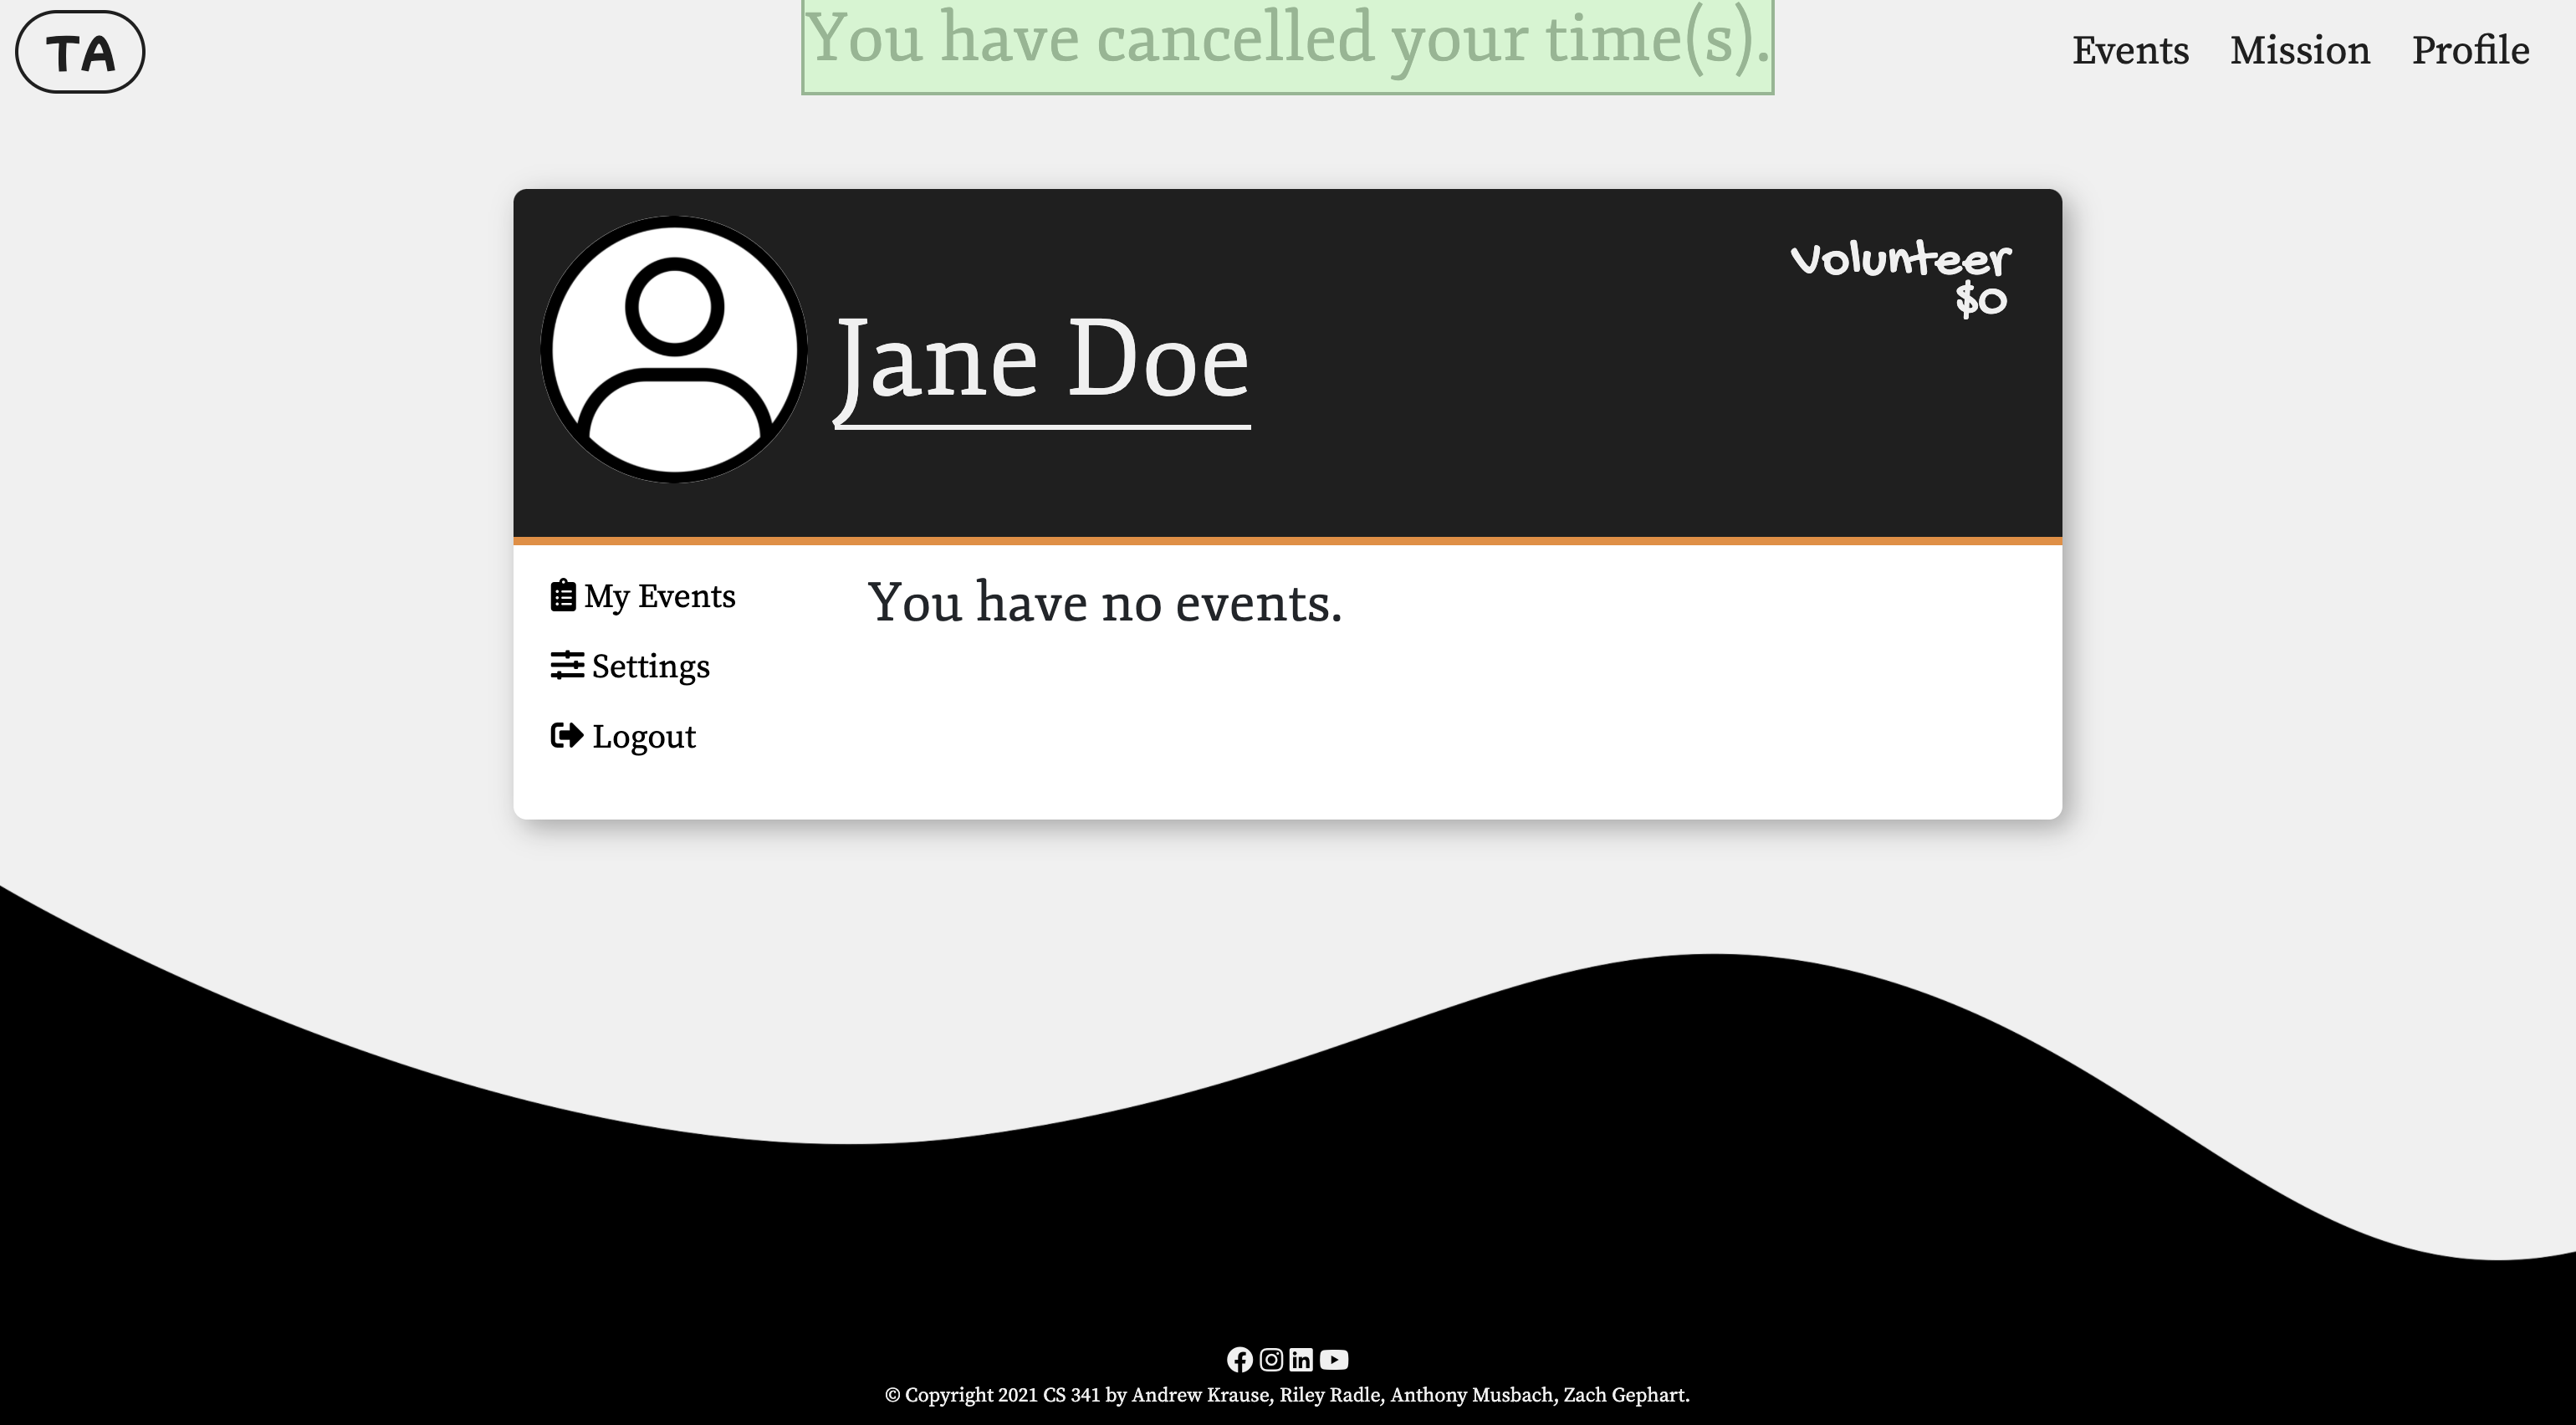 TA
You have cancelled your time(s).
Events Mission Profile
Volunteer
$0
Jane Doe
My Events
You have no events.
Settings
Logout
© Copyright 2021 CS 341 by Andrew Krause, Riley Radle, Anthony Musbach, Zach Gephart.